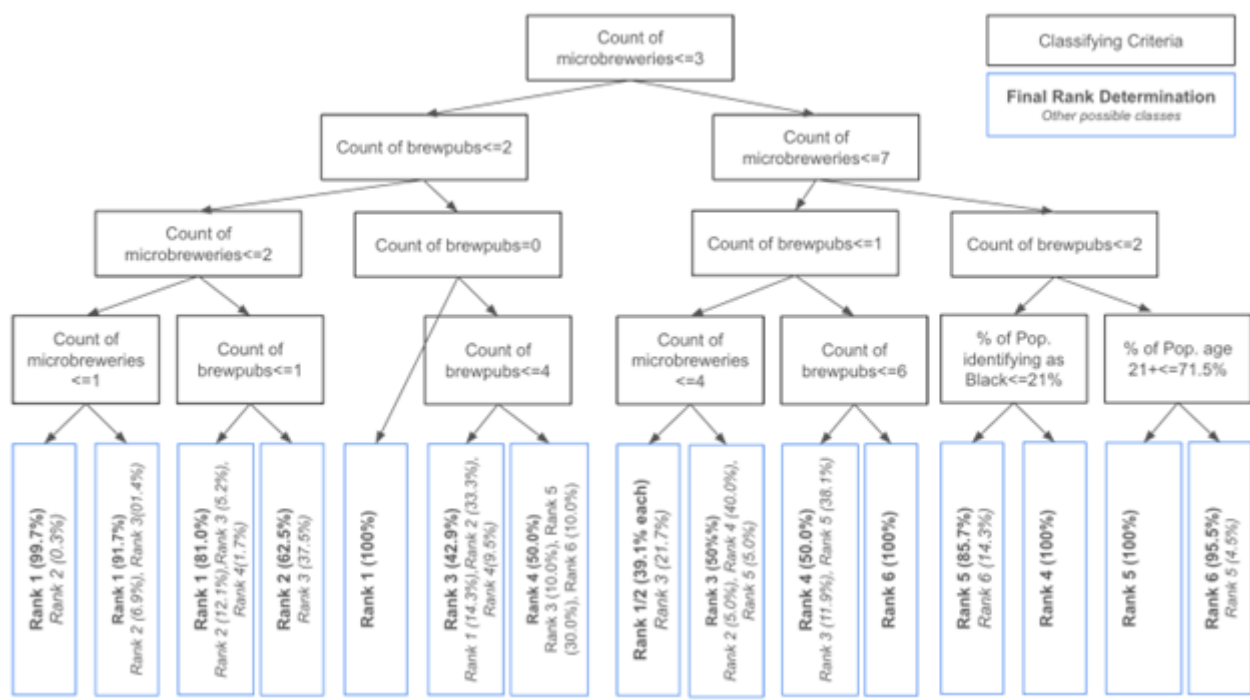 Count of
microbreweries<=3
Classifying Criteria
Final Rank Determination
Other possible classes
Count of brewpubs<=2
Count of
microbreweries<=7
Count of
microbreweries<=2
Count of brewpubs=0
Count of brewpubs<=1
Count of brewpubs<=2
Count of
microbreweries
<=1
Count of
brewpubs<=1
Count of
brewpubs<=4
Count of
microbreweries
<=4
Count of
brewpubs<=6
% of Pop.
identifying as
Black<=21%
% of Pop. age
21+<=71.5%
Rank 1 (99.7%)
Rank 2 (0.3%)
Rank 1 (91.7%)
Rank 2 (6.9%), Rank 3(01.4%)
Rank 1 (81.0%)
Rank 2 (12.1%),Rank 3 (5.2%),
Rank 4(1.7%)
Rank 2 (62.5%)
Rank 3 (37.5%)
Rank 1 (100%)
Rank 3 (42.9%)
Rank 1 (14.3%),Rank 2 (33.3%),
Rank 4(9.5%)
Rank 4 (50.0%)
Rank 3 (10.0%), Rank 5
(30.0%), Rank 6 (10.0%)
Rank 1/2 (39.1% each)
Rank 3 (21.7%)
Rank 3 (50%%)
Rank 2 (5.0%), Rank 4 (40.0%),
Rank 5 (5.0%)
Rank 4 (50.0%)
Rank 3 (11.9%), Rank 5 (38.1%)
Rank 6 (100%)
Rank 5 (85.7%)
Rank 6 (14.3%)
Rank 4 (100%)
Rank 5 (100%)
Rank 6 (95.5%)
Rank 5 (4.5%)